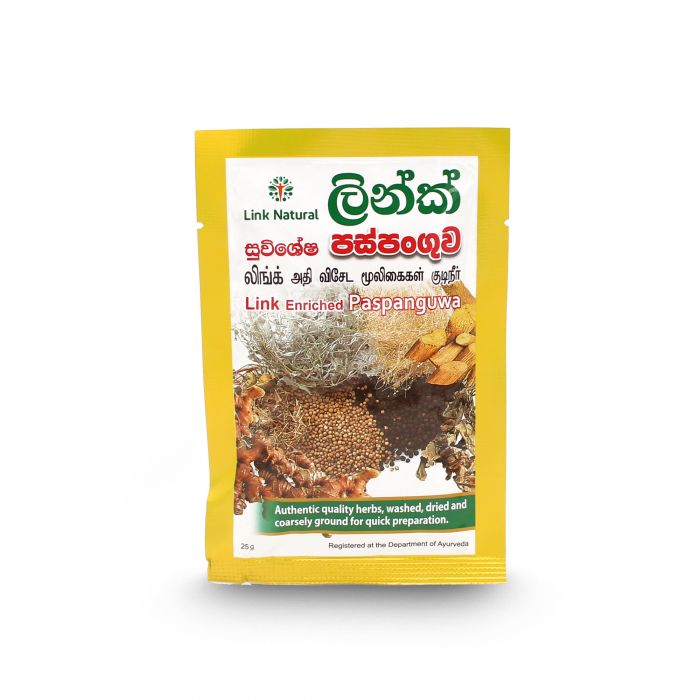 Link Natural
ලින්ක්
සුවිශේෂ පස්පංගුව
லிங்க் அதி விசேட மூலிகைகள் குடிநீர்
Link Enriched Paspanguwa
Authentic quality herbs, washed, dried and
coarsely ground for quick preparation.
25 g
Registered at the Department of Ayurveda